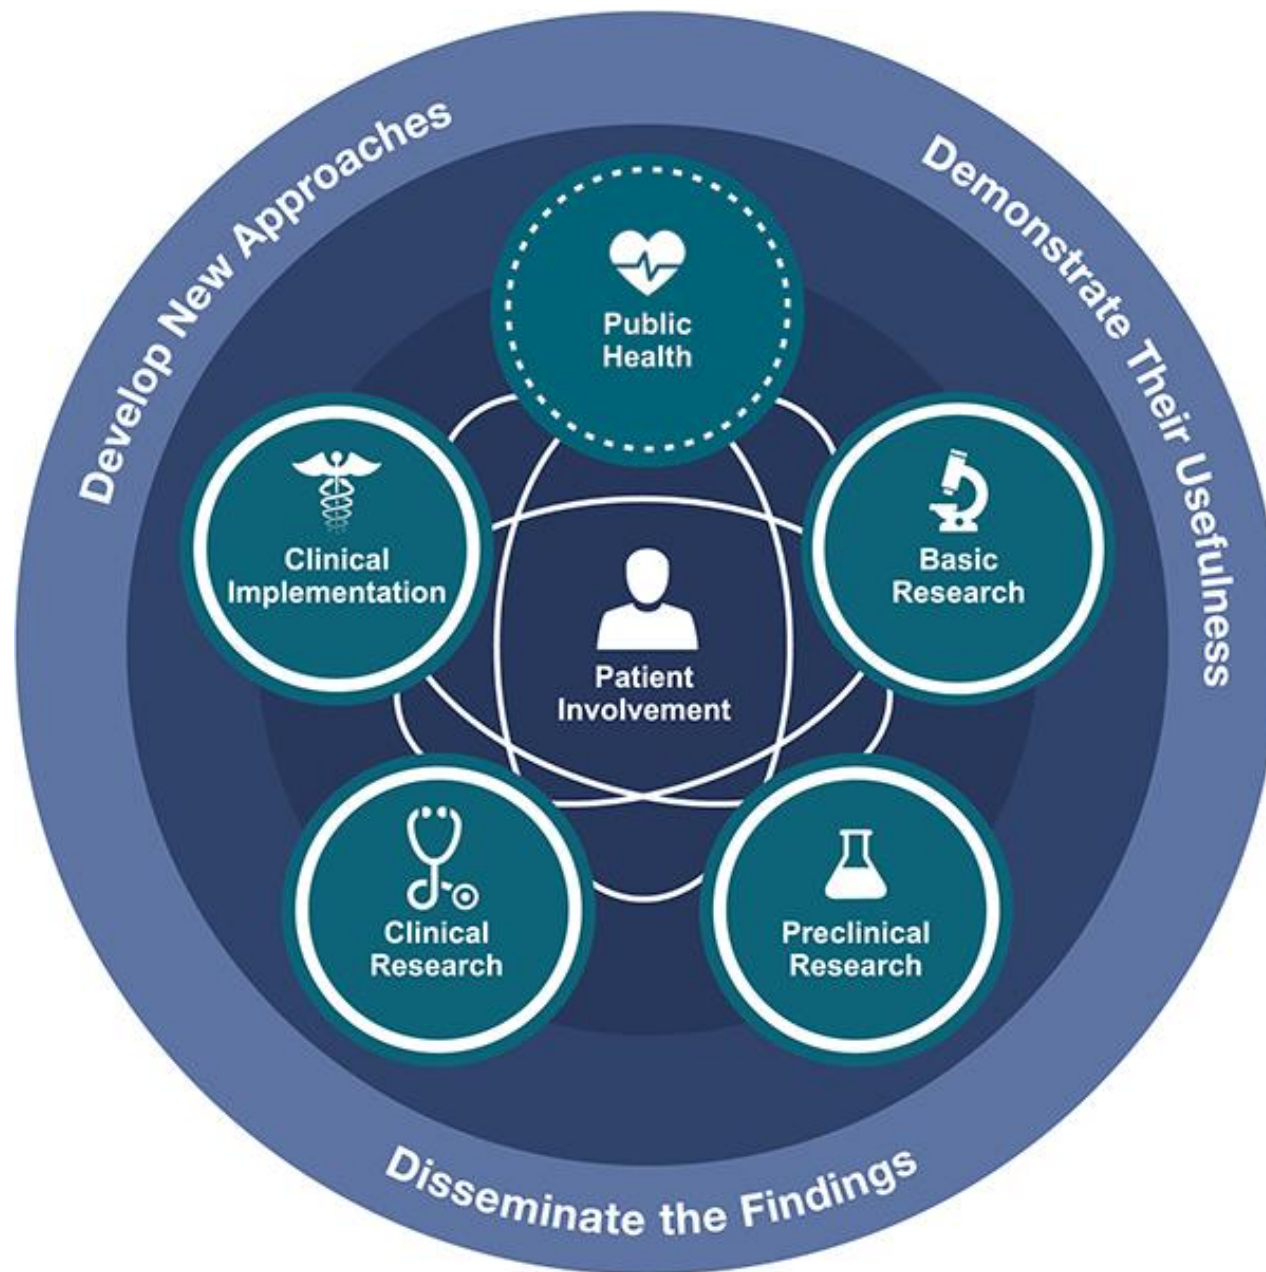 Develop New Approaches
Demonstrate Their Usefulness
Public
Health
Clinical
Implementation
Basic
Research
Patient
Involvement
Clinical
Research
Preclinical
Research
Disseminate the Findings